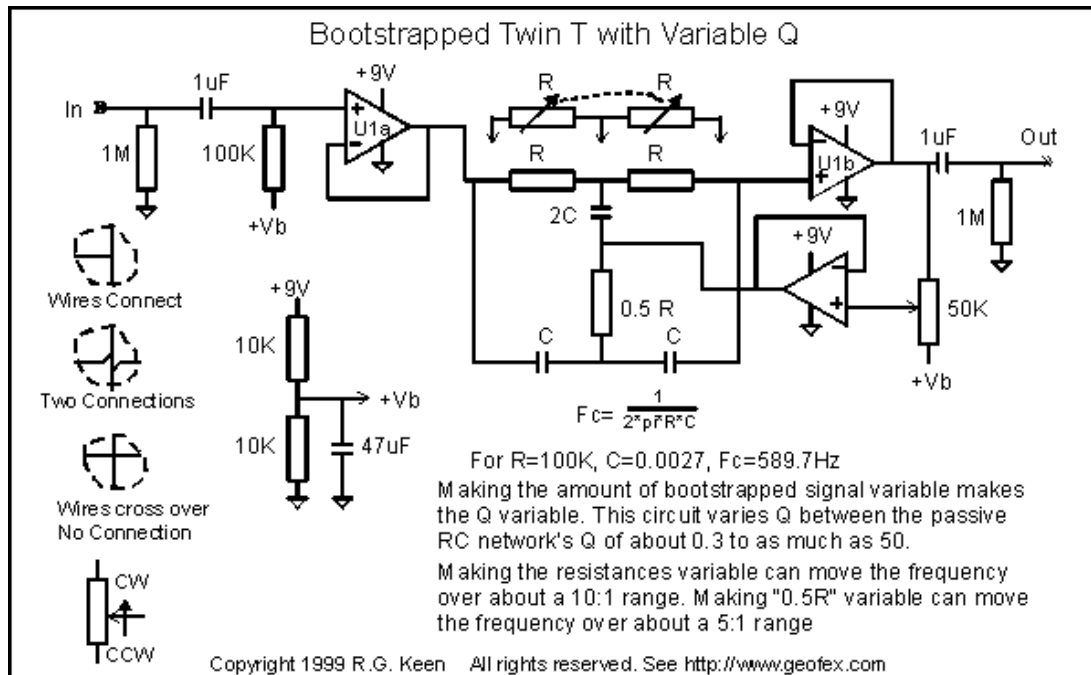 Bootstrapped Twin T with Variable Q
In
1uF
1M
100K
+Vb
+9V
U1a
R
R
R
R
2C
0.5 R
C
C
+9V
U1b
+9V
1uF
Out
1M
50K
+Vb
Wires Connect
Two Connections
Wires cross over
No Connection
CW
CCW
+9V
10K
10K
+Vb
47uF
Fc= 1
2*pi*R*C
For R=100K, C=0.0027, Fc=589.7Hz
Making the amount of bootstrapped signal variable makes
the Q variable. This circuit varies Q between the passive
RC network's Q of about 0.3 to as much as 50.
Making the resistances variable can move the frequency
over about a 10:1 range. Making "0.5R" variable can move
the frequency over about a 5:1 range
Copyright 1999 R.G. Keen All rights reserved. See http://www.geofex.com